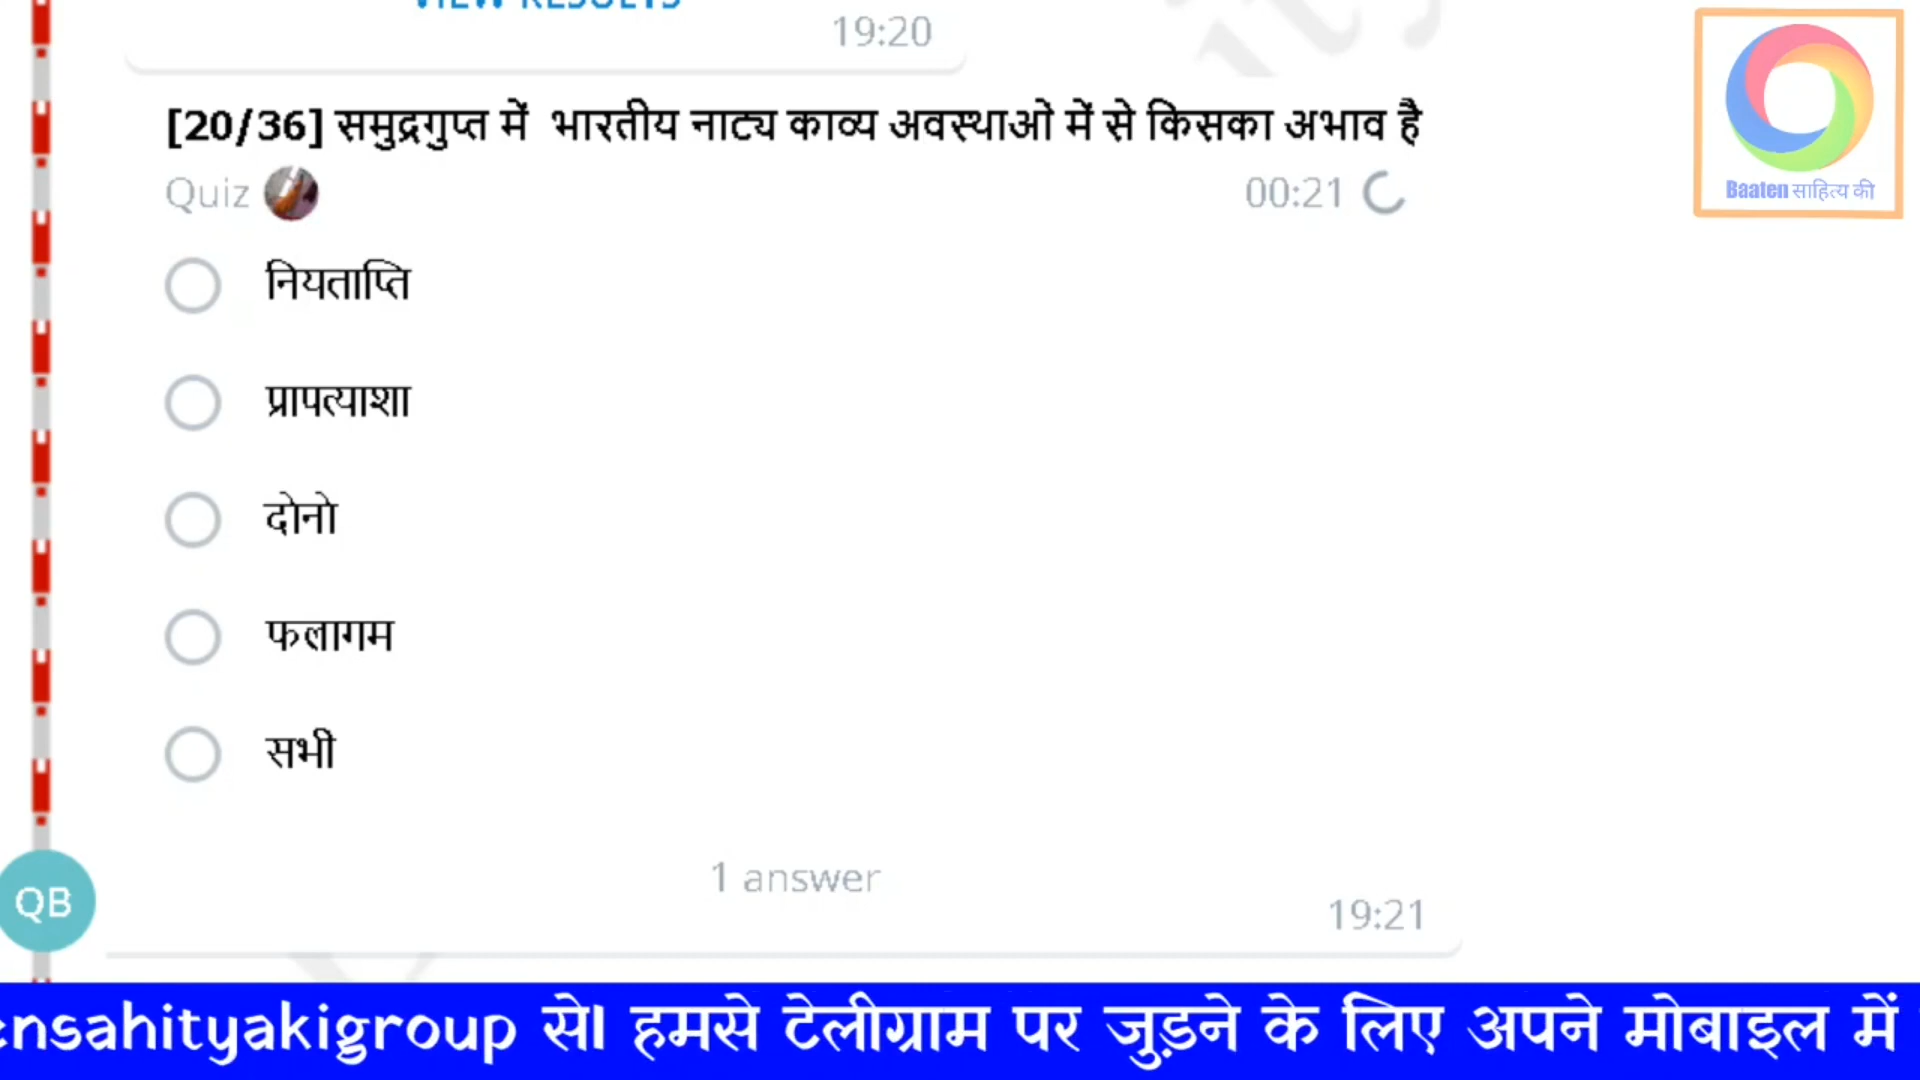 19:20
[20/36] समुद्रगुप्त में भारतीय नाट्य काव्य अवस्थाओ में से किसका अभाव है
Quiz
00:21
Baaten साहित्य की
नियताप्ति
प्रापत्याशा
दोनो
फलागम
सभी
1 answer
QB
19:21
nsahityakigroup से। हमसे टेलीग्राम पर जुड़ने के लिए अपने मोबाइल में